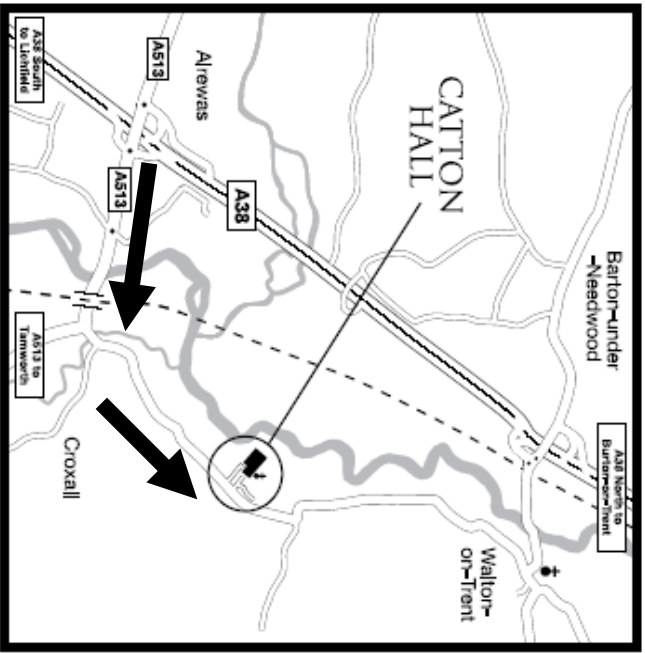 A38 South
to Lichfield
A513
Alrewas
CATTON
HALL
A513
A38
Barton-under
-Needwood
A513 to
Tamworth
Croxall
A38 North to
Burton-on-Trent
Walton-
on-Trent